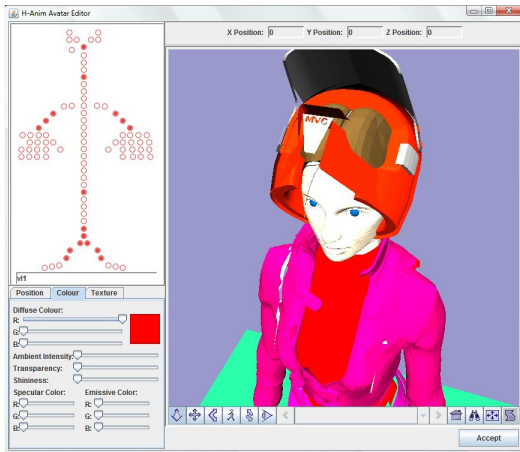 H-Anim Avatar Editor
X Position: 0 Y Position: 0 Z Position: 0
MVC
vl1
Position Colour Texture
Diffuse Colour:
R:
G:
B:
Ambient Intensity:
Transparency:
Shininess:
Specular Color: Emissive Color:
R: R:
G: G:
B: B:
Accept